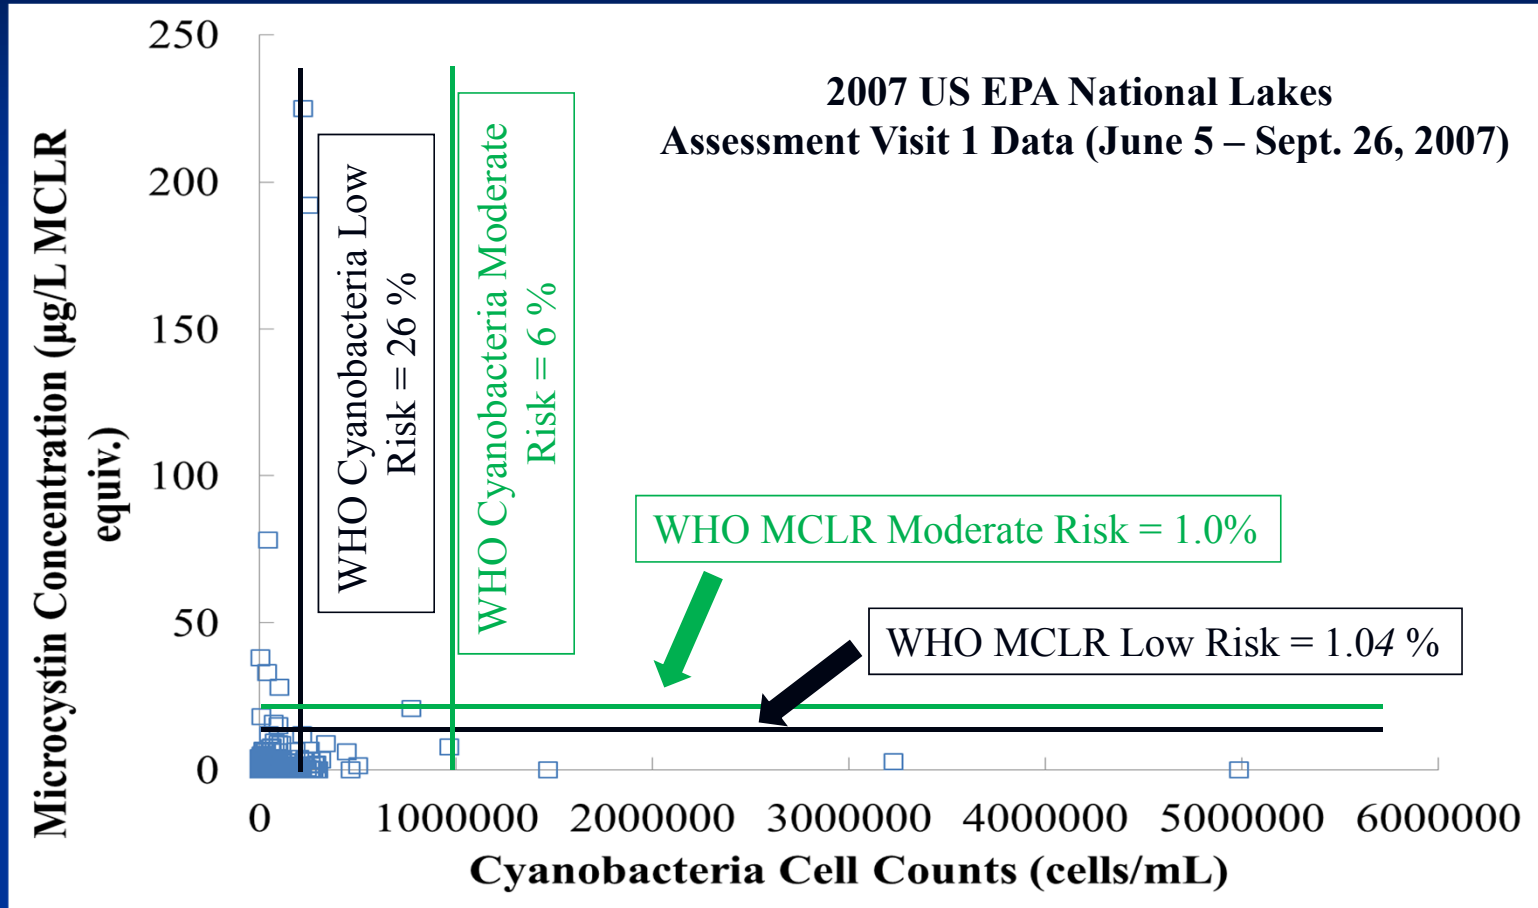 2007 US EPA National Lakes
Assessment Visit 1 Data (June 5 – Sept. 26, 2007)
Microcystin Concentration (µg/L MCLR
equiv.)
250
200
150
100
50
0
WHO Cyanobacteria Low
Risk = 26 %
WHO Cyanobacteria Moderate
Risk = 6 %
WHO MCLR Moderate Risk = 1.0%
WHO MCLR Low Risk = 1.04 %
0 1000000 2000000 3000000 4000000 5000000 6000000
Cyanobacteria Cell Counts (cells/mL)